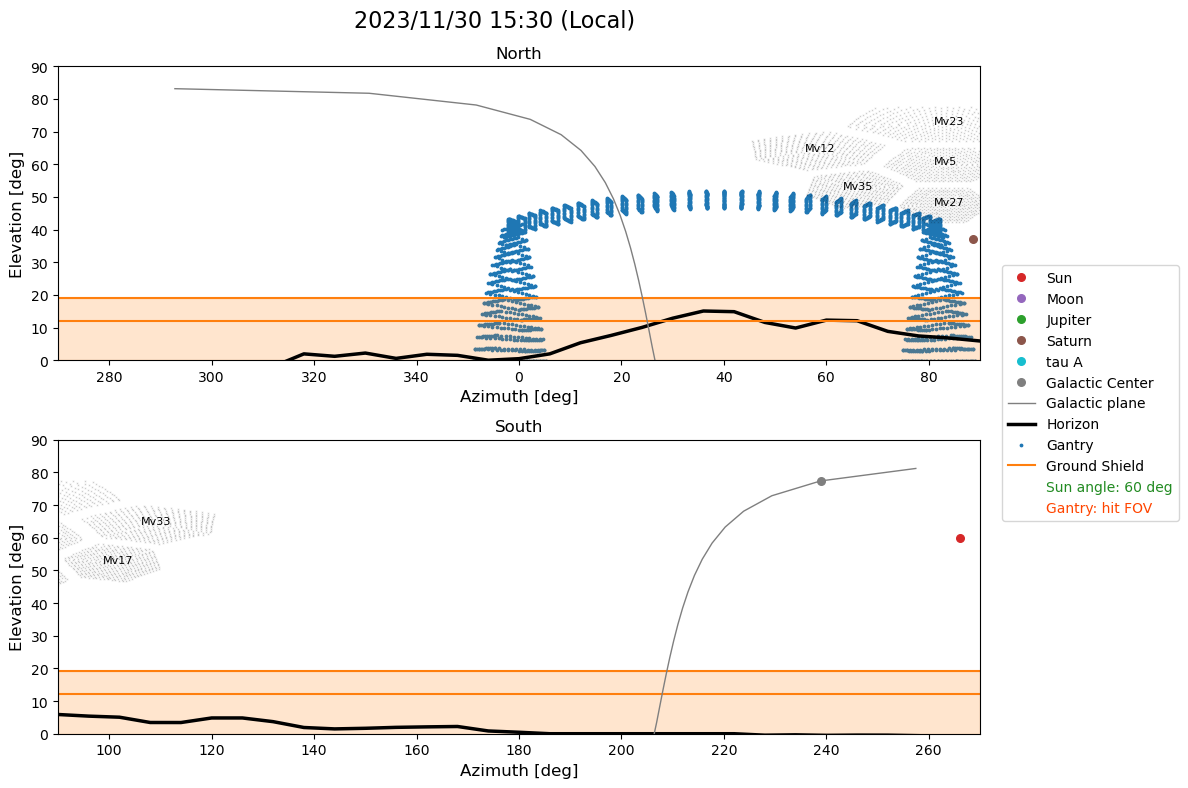 2023/11/30 15:30 (Local)
North
90
80
70
60
50
40
30
20
10
0
Elevation [deg]
Mv23
Mv12
Mv5
Mv35
Mv27
280 300 320 340 0 20 40 60 80
Azimuth [deg]
South
90
80
70
60
50
40
30
20
10
0
Elevation [deg]
Mv33
Mv17
100 120 140 160 180 200 220 240 260
Azimuth [deg]
Sun
Moon
Jupiter
Saturn
tau A
Galactic Center
Galactic plane
Horizon
Gantry
Ground Shield
Sun angle: 60 deg
Gantry: hit FOV